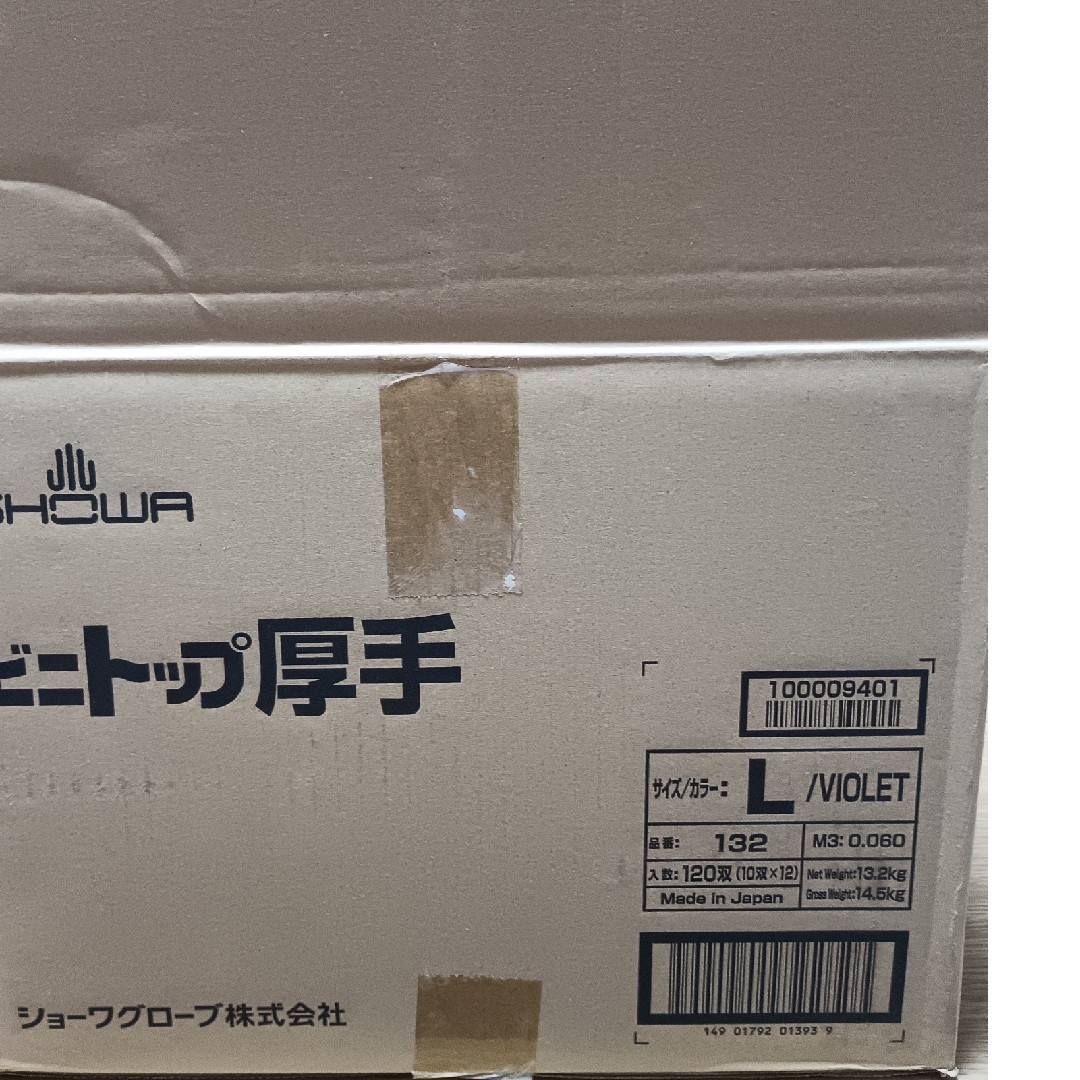 SHOWA
ビニトップ厚手
100009401
サイズ/カラー: L /VIOLET
品番: 132 M3: 0.060
入数: 120双 (10双×12) Net Weight: 13.2kg
Made in Japan Gross Weight: 14.5kg
149 01792 01393 9
ショーワグローブ株式会社